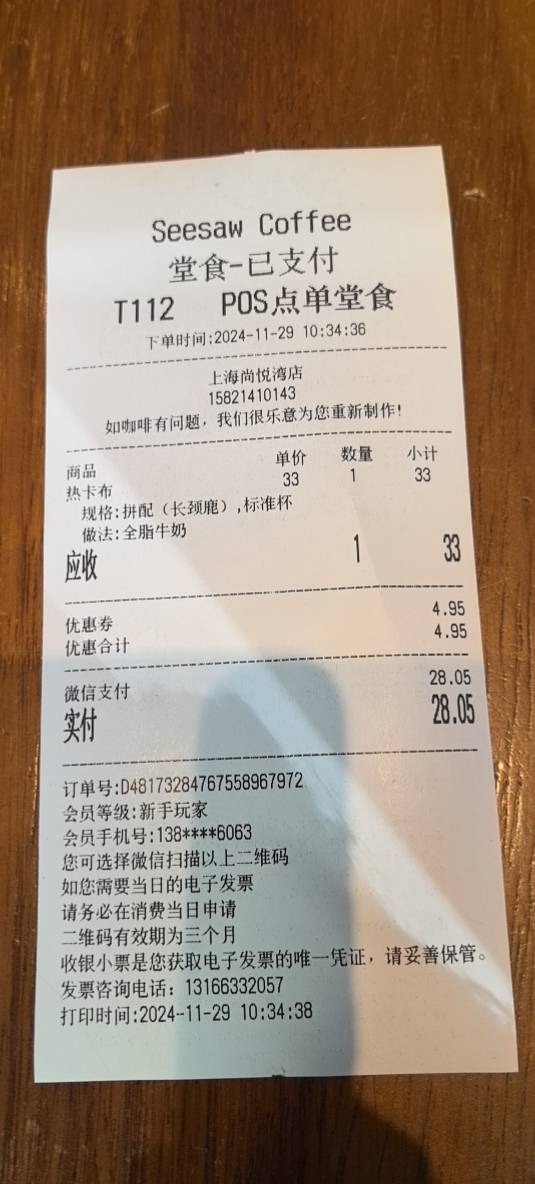 Seesaw Coffee
堂食-已支付
T112 POS点单堂食
下单时间:2024-11-29 10:34:36
上海尚悦湾店
15821410143
如咖啡有问题，我们很乐意为您重新制作!
商品 单价 数量 小计
热卡布 33 1 33
规格:拼配（长颈鹿）,标准杯
做法:全脂牛奶
应收 1 33
优惠券 4.95
优惠合计 4.95
微信支付 28.05
实付 28.05
订单号:D48173284767558967972
会员等级:新手玩家
会员手机号:138****6063
您可选择微信扫描以上二维码
如您需要当日的电子发票
请务必在消费当日申请
二维码有效期为三个月
收银小票是您获取电子发票的唯一凭证，请妥善保管。
发票咨询电话：13166332057
打印时间:2024-11-29 10:34:38